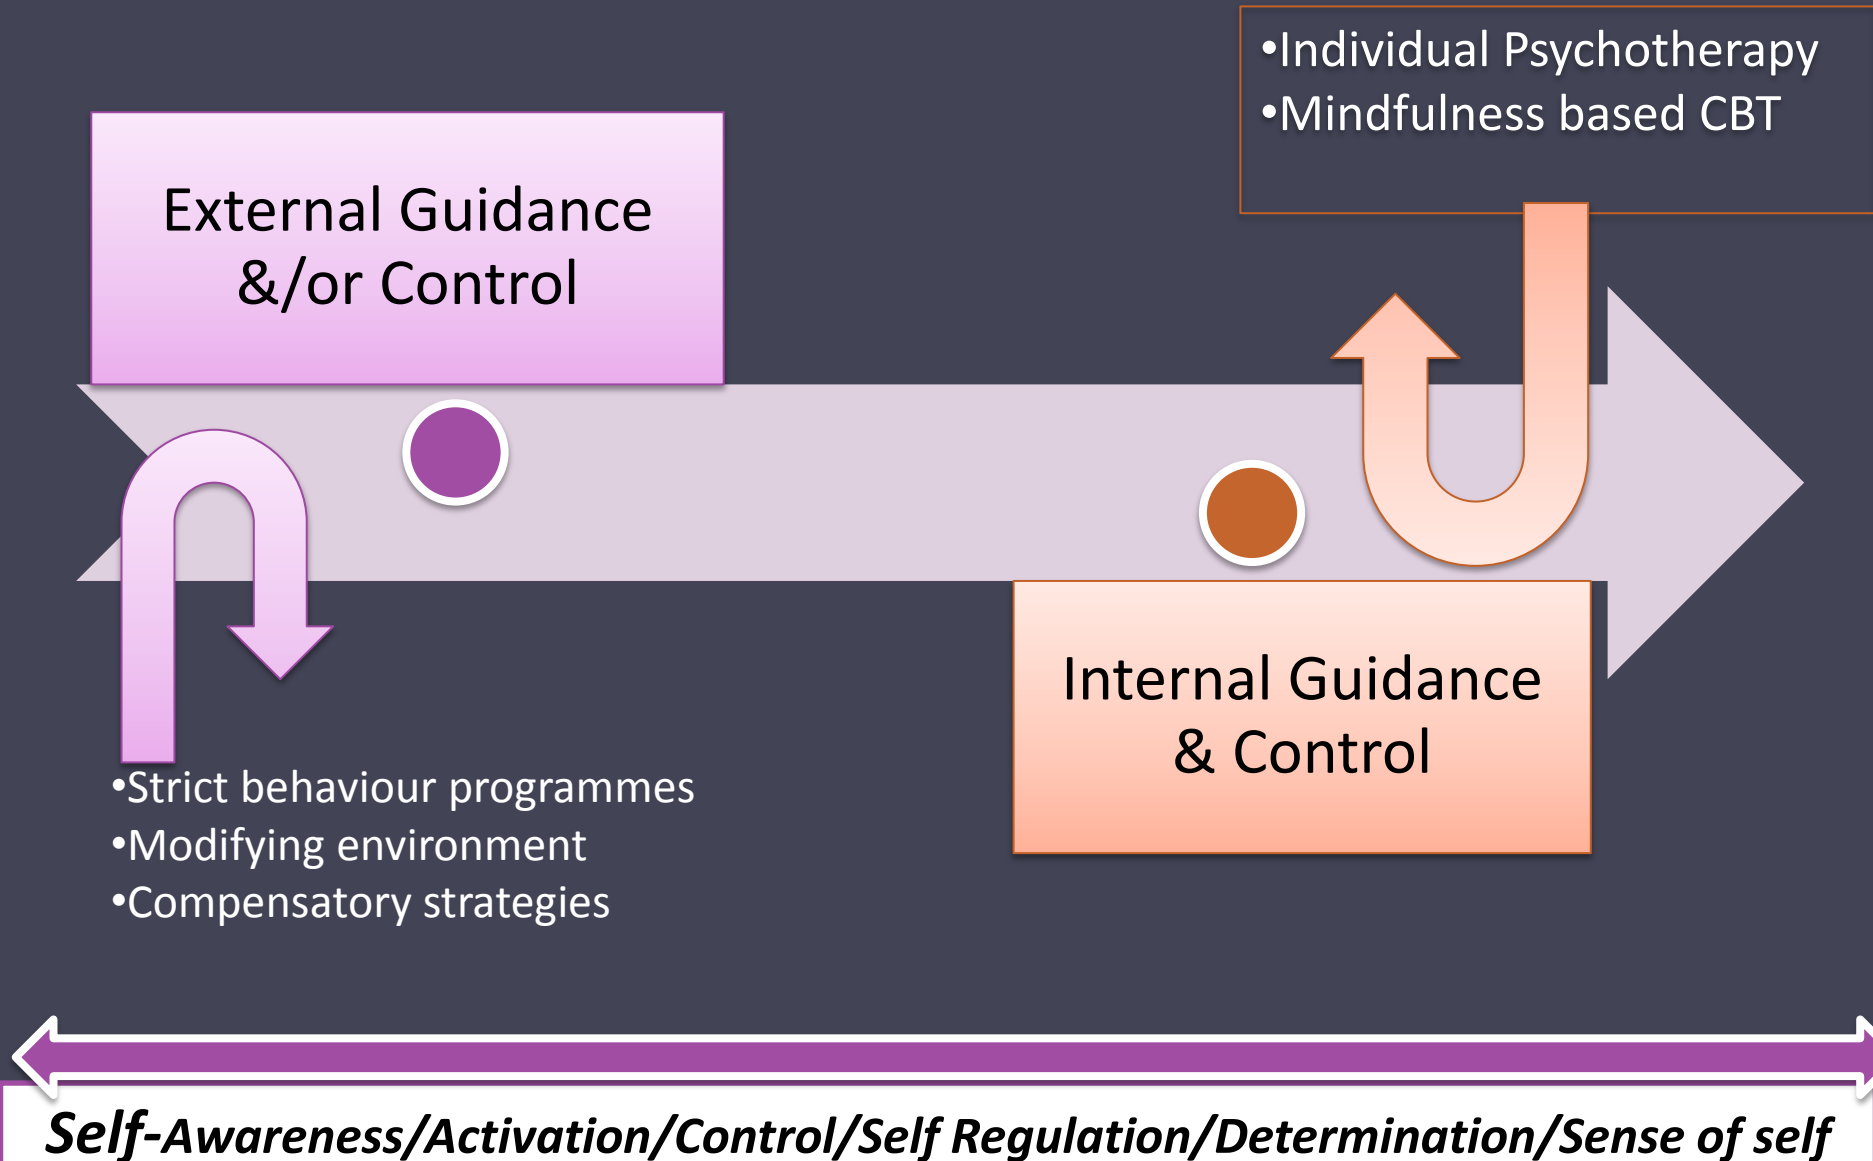 •Individual Psychotherapy
•Mindfulness based CBT
External Guidance
&/or Control
Internal Guidance
& Control
•Strict behaviour programmes
•Modifying environment
•Compensatory strategies
Self-Awareness/Activation/Control/Self Regulation/Determination/Sense of self